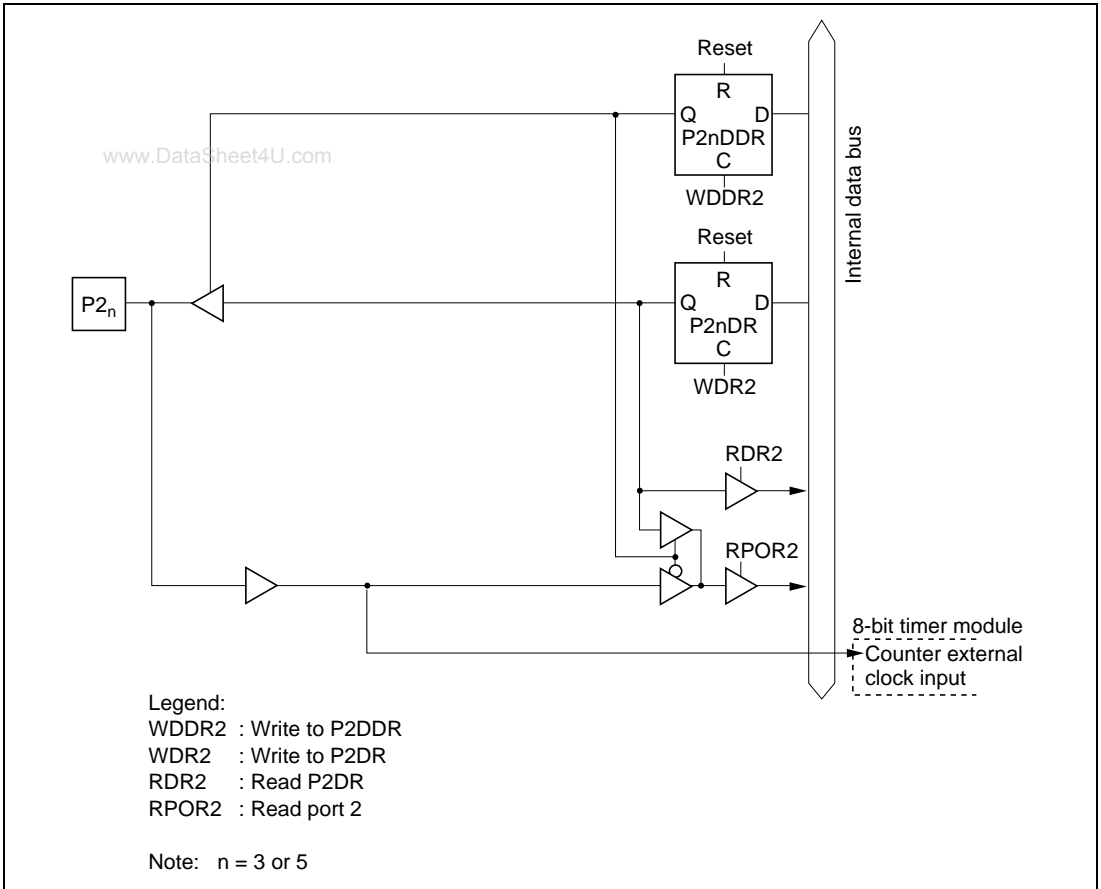 Reset
R
Q D
P2nDDR
C
WDDR2
www.DataSheet4U.com
Internal data bus
Reset
R
Q D
P2nDR
C
WDR2
P2n
RDR2
RPOR2
8-bit timer module
Counter external
clock input
Legend:
WDDR2 : Write to P2DDR
WDR2 : Write to P2DR
RDR2 : Read P2DR
RPOR2 : Read port 2
Note: n = 3 or 5